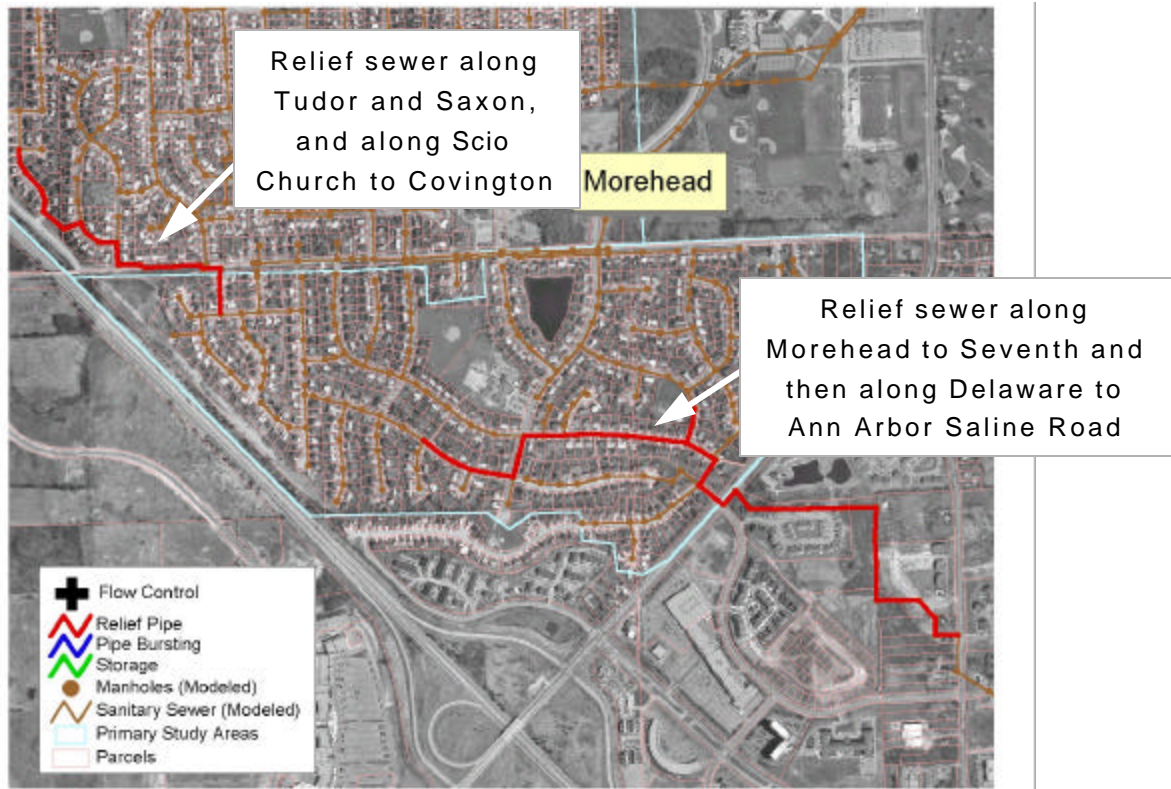 Relief sewer along
Tudor and Saxon,
and along Scio
Church to Covington
Morehead
Relief sewer along
Morehead to Seventh and
then along Delaware to
Ann Arbor Saline Road
Flow Control
Relief Pipe
Pipe Bursting
Storage
Manholes (Modeled)
Sanitary Sewer (Modeled)
Primary Study Areas
Parcels